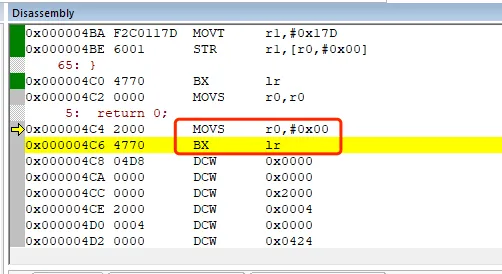 Disassembly
0x000004BA F2C0117D  MOVT     r1,#0x17D
0x000004BE 6001      STR      r1,[r0,#0x00]
65: }
0x000004C0 4770      BX       lr
0x000004C2 0000      MOVS     r0,r0
5:   return 0;
0x000004C4 2000      MOVS     r0,#0x00
0x000004C6 4770      BX       lr
0x000004C8 04D8      DCW      0x0000
0x000004CA 0000      DCW      0x0000
0x000004CC 0000      DCW      0x2000
0x000004CE 2000      DCW      0x0004
0x000004D0 0004      DCW      0x0000
0x000004D2 0000      DCW      0x0424